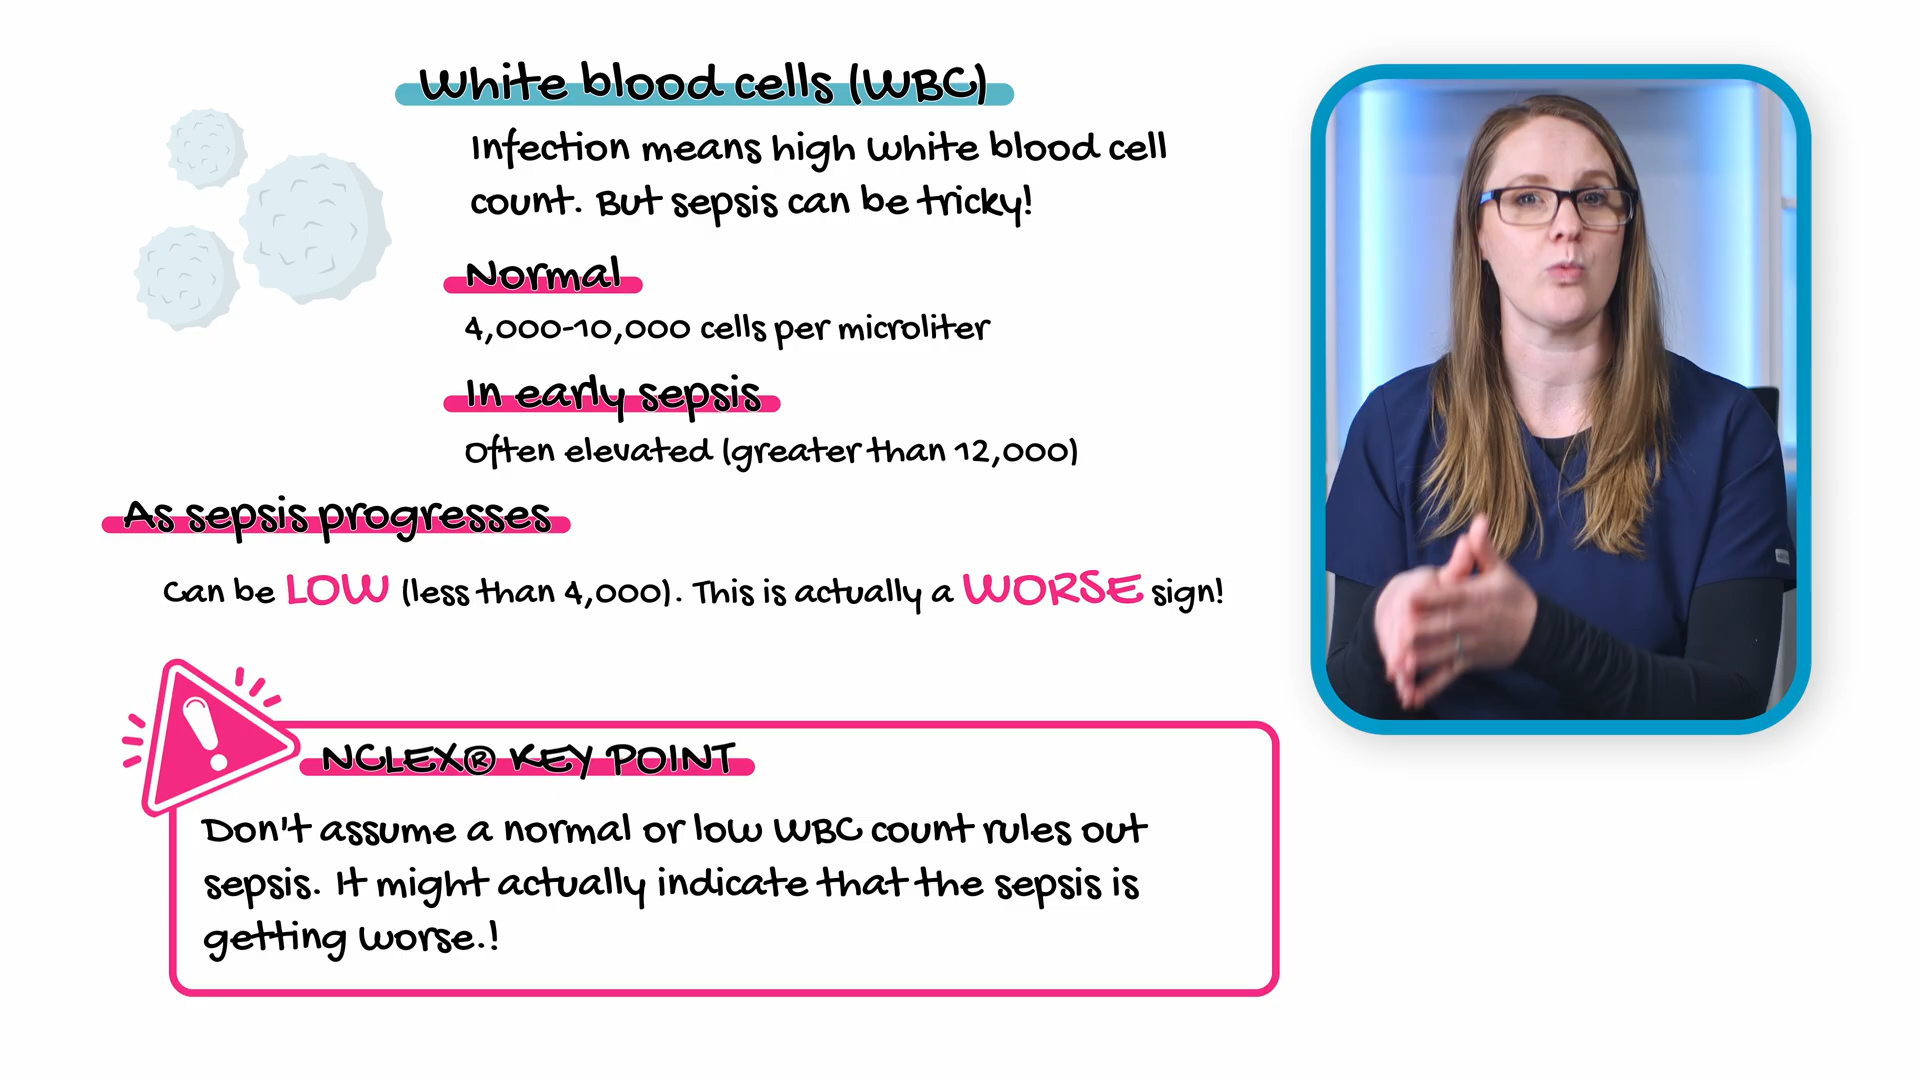 White blood cells (WBC)
Infection means high white blood cell
count. But sepsis can be tricky!
Normal
4,000-10,000 cells per microliter
In early sepsis
Often elevated (greater than 12,000)
As sepsis progresses
Can be LOW (less than 4,000). This is actually a WORSE sign!
NCLEX® KEY POINT
Don't assume a normal or low WBC count rules out
sepsis. It might actually indicate that the sepsis is
getting worse.!